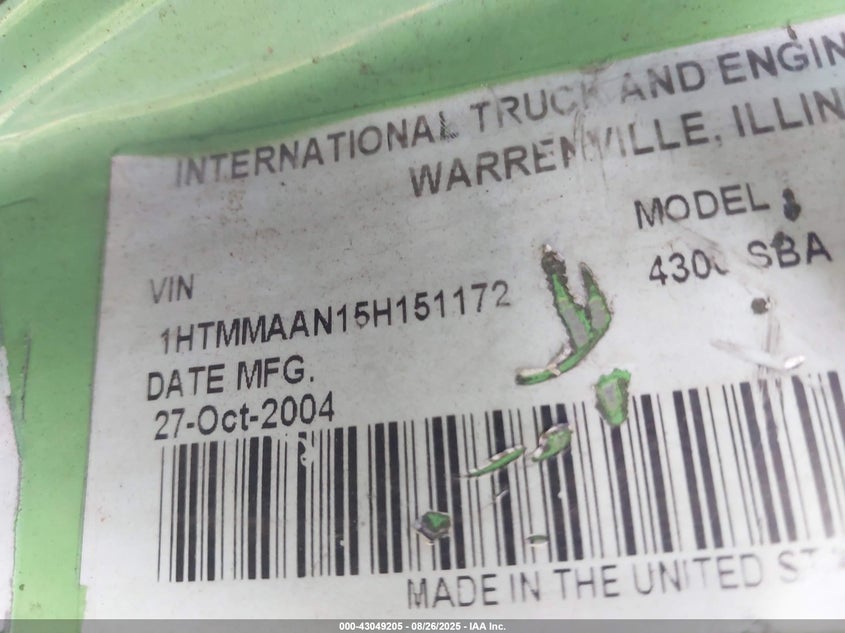 INTERNATIONAL TRUCK AND ENGIN
WARRENVILLE, ILLIN
MODEL
4300 SBA
VIN
1HTMMAAN15H151172
DATE MFG.
27-Oct-2004
MADE IN THE UNITED ST
000-43049205 - 08/26/2025 - IAA Inc.